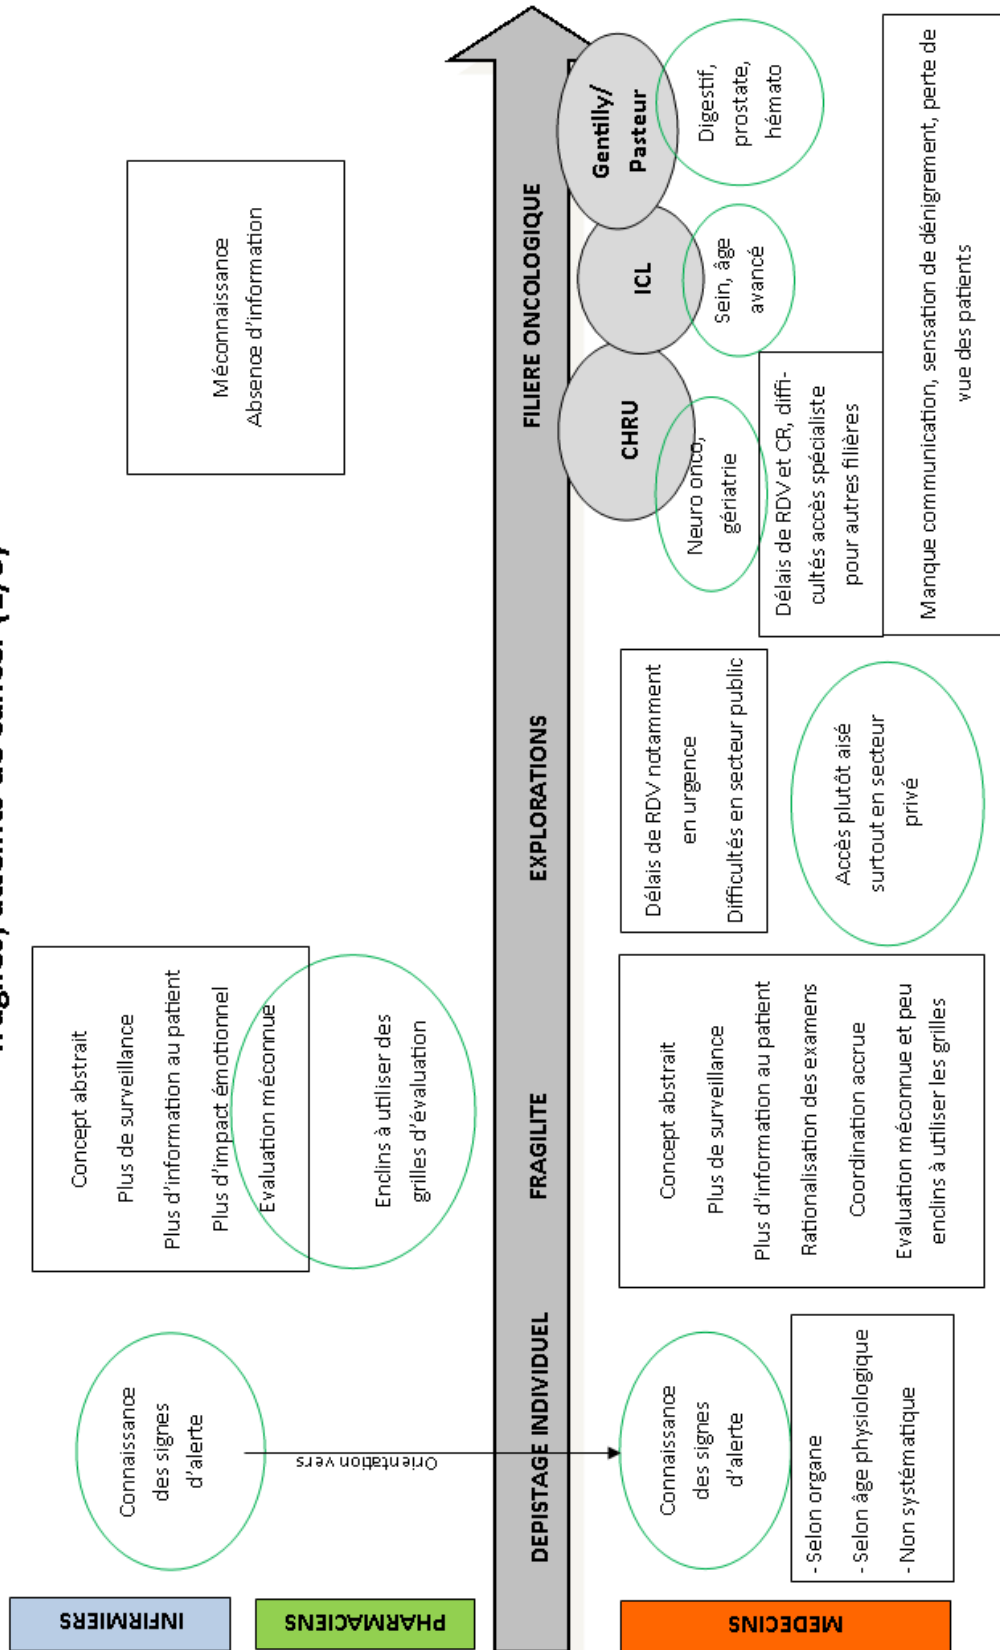 fragiles, atteints de cancer
INFIRMIERS
PHARMACIENS
MEDECINS
Connaissance
des signes
d'alerte
Orientation vers
Concept abstrait
Plus de surveillance
Plus d'information au patient
Plus d'impact émotionnel
Evaluation méconnue
Enclins à utiliser des
grilles d'évaluation
Méconnaissance
Absence d'information
DEPISTAGE INDIVIDUEL
FRAGILITE
EXPLORATIONS
FILIERE ONCOLOGIQUE
Connaissance
des signes
d'alerte
- Selon organe
- Selon âge physiologique
- Non systématique
Concept abstrait
Plus de surveillance
Plus d'information au patient
Rationalisation des examens
Coordination accrue
Evaluation méconnue et peu
enclins à utiliser les grilles
Délais de RDV notamment
en urgence
Difficultés en secteur public
Accès plutôt aisé
surtout en secteur
privé
CHRU
ICL
Gentilly/
Pasteur
Neuro onco,
gériatrie
Sein, âge
avancé
Digestif,
prostate,
hémato
Délais de RDV et CR, diffi-
cultés accès spécialiste
pour autres filières
Manque communication, sensation de dénigrement, perte de
vue des patients